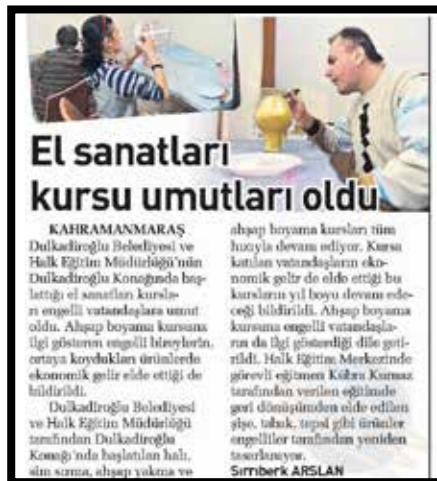 El sanatları
kursu umutları oldu
KAHRAMANMARAŞ
Dulkadiroğlu Belediyesi ve
Halk Eğitim Müdürlüğü'nün
Dulkadiroğlu Konağında baş-
lattığı el sanatları kursla-
rı engelli vatandaşlara umut
oldu. Ahşap boyama kursuna
ilgi gösteren engelli bireylerin,
ortaya koydukları ürünlerde
ekonomik gelir elde ettiği de
bildirildi.
Dulkadiroğlu Belediyesi
ve Halk Eğitim Müdürlüğü
tarafından Dulkadiroğlu
Konağı'nda başlatılan halı,
sim sırma, ahşap yakma ve
ahşap boyama kursları tüm
hızıyla devam ediyor. Kursa
katılan vatandaşların eko-
nomik gelir de elde ettiği bu
kursların yıl boyu devam ede-
ceği bildirildi. Ahşap boyama
kursuna engelli vatandaşla-
rın da ilgi gösterdiği dile geti-
rildi. Halk Eğitim Merkezinde
görevli eğitmen Kübra Kurnaz
tarafından verilen eğitimde
geri dönüşümden elde edilen
şişe, tabak, tepsi gibi ürünler
engelliler tarafından yeniden
tasarlanıyor.
Sırrıberk ARSLAN